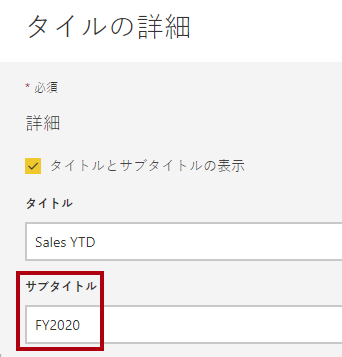 タイルの詳細
* 必須
詳細
タイトルとサブタイトルの表示
タイトル
Sales YTD
サブタイトル
FY2020